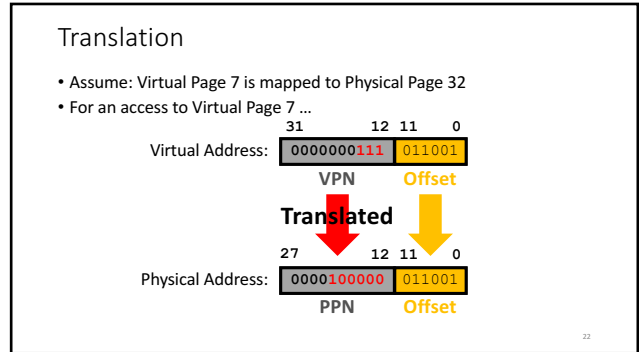 Translation
• Assume: Virtual Page 7 is mapped to Physical Page 32
• For an access to Virtual Page 7 …
31 12 11 0
Virtual Address: 0000000111 011001
VPN Offset
Translated
27 12 11 0
Physical Address: 0000100000 011001
PPN Offset
22